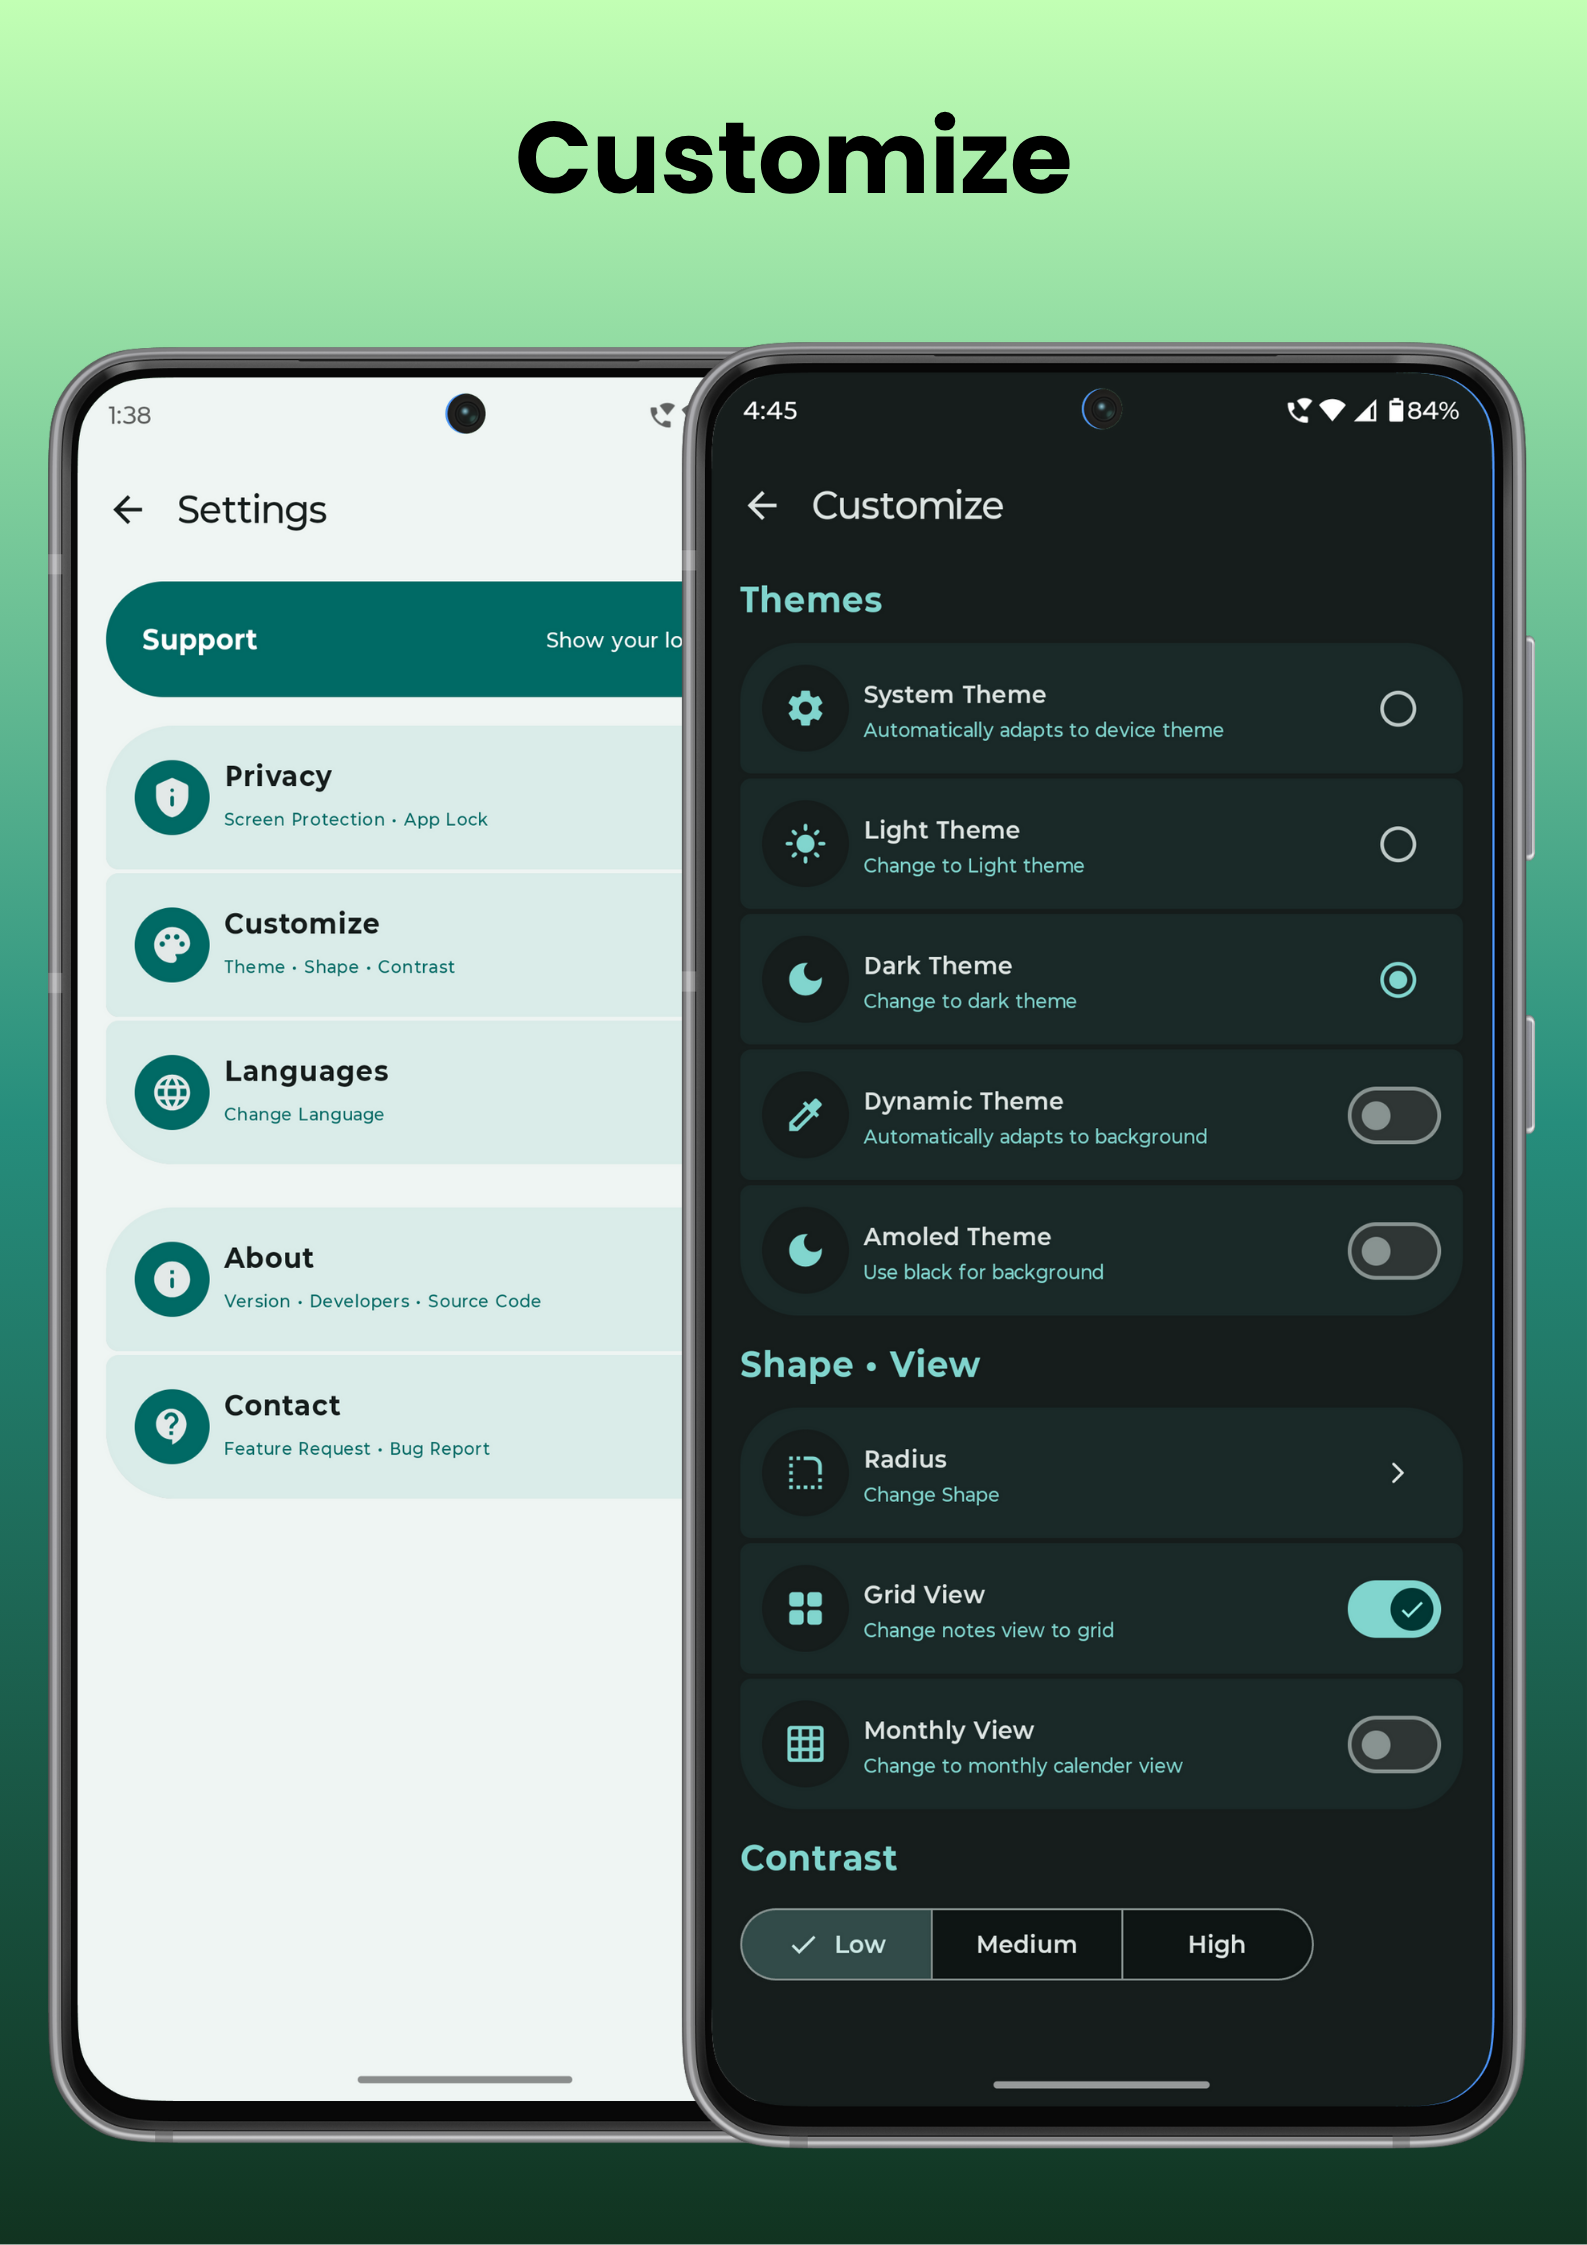 Customize
1:38
Settings
Support
Show your lo
Privacy
Screen Protection • App Lock
Customize
Theme • Shape • Contrast
Languages
Change Language
About
Version • Developers • Source Code
Contact
Feature Request • Bug Report
4:45
84%
Customize
Themes
System Theme
Automatically adapts to device theme
Light Theme
Change to Light theme
Dark Theme
Change to dark theme
Dynamic Theme
Automatically adapts to background
Amoled Theme
Use black for background
Shape • View
Radius
Change Shape
Grid View
Change notes view to grid
Monthly View
Change to monthly calender view
Contrast
Low
Medium
High